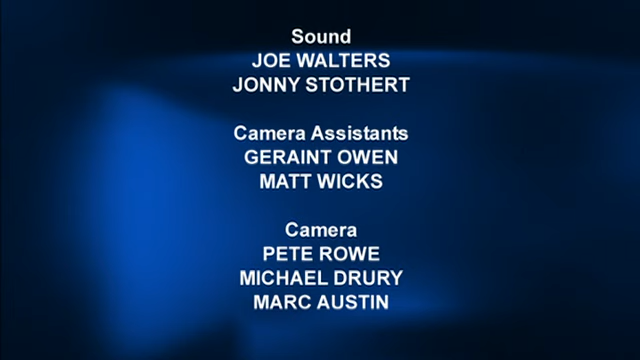 Sound
JOE WALTERS
JONNY STOTHERT
Camera Assistants
GERAINT OWEN
MATT WICKS
Camera
PETE ROWE
MICHAEL DRURY
MARC AUSTIN